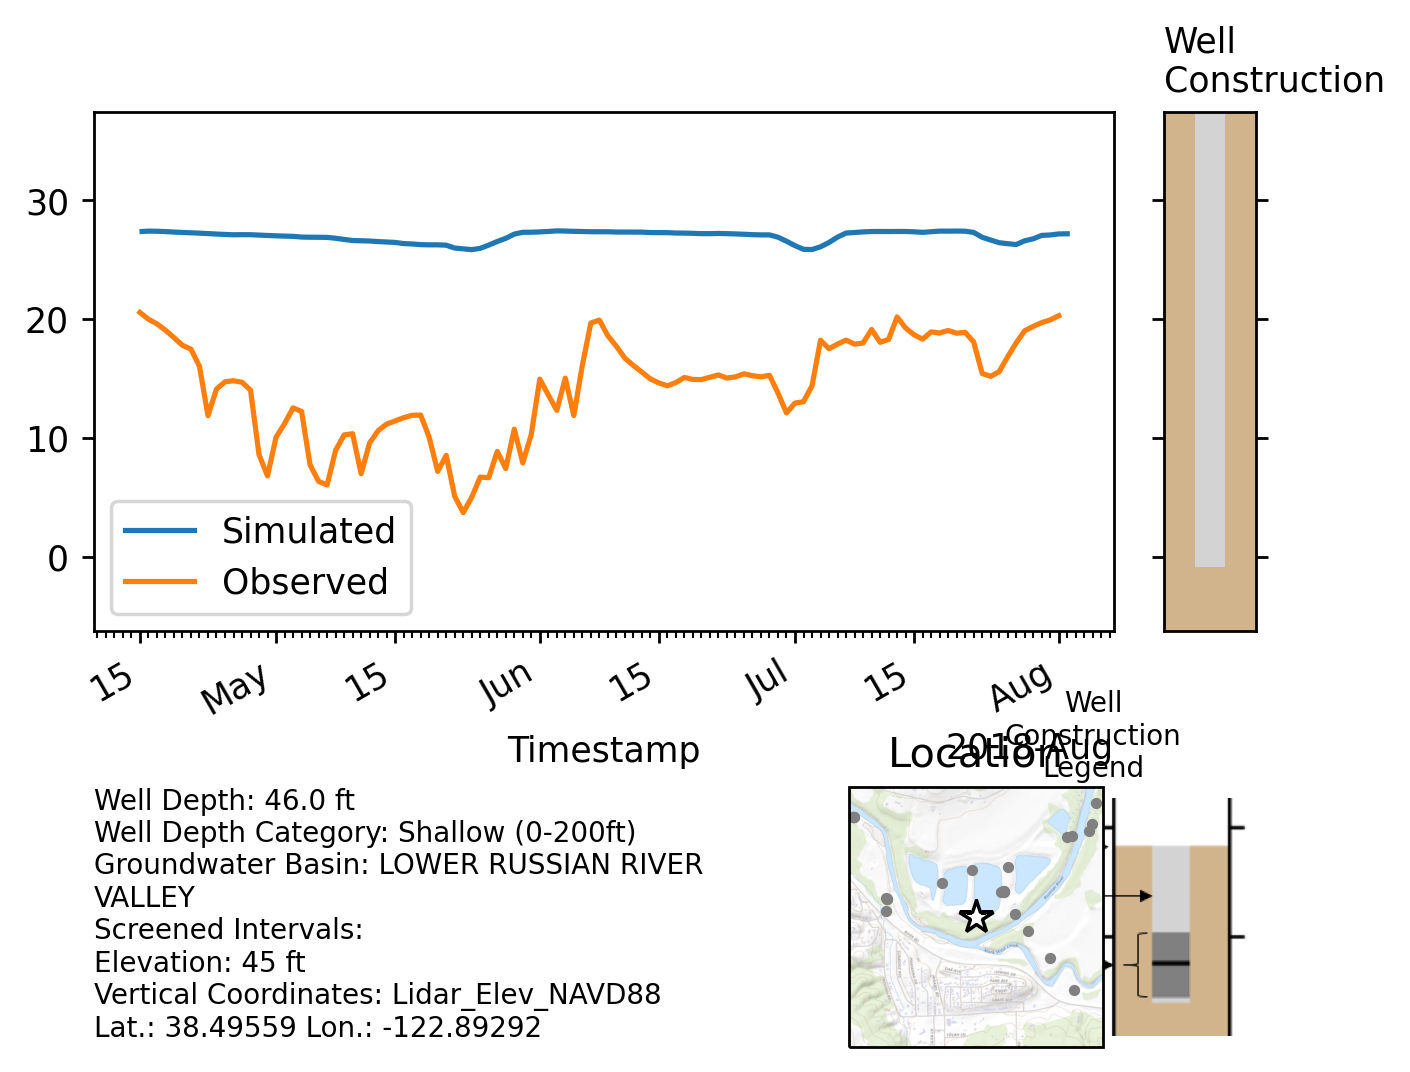 Well
Construction
30
20
10
0
Simulated
Observed
15
May
15
Jun
15
Jul
15
Aug
Timestamp
2018-Aug
Well
Construction
Legend
Location
Well Depth: 46.0 ft
Well Depth Category: Shallow (0-200ft)
Groundwater Basin: LOWER RUSSIAN RIVER
VALLEY
Screened Intervals:
Elevation: 45 ft
Vertical Coordinates: Lidar_Elev_NAVD88
Lat.: 38.49559 Lon.: -122.89292